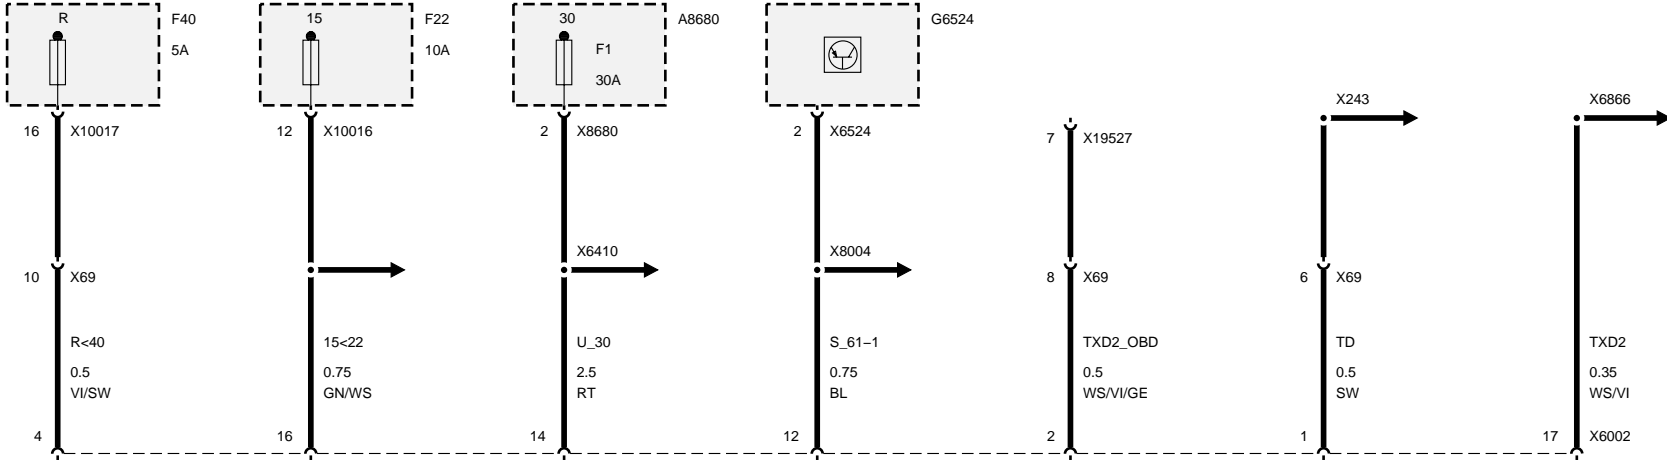 R F40 15 F22 30 A8680 G6524
5A 10A F1 30A
X243 X6866
16 X10017 12 X10016 2 X8680 2 X6524 7 X19527
X6410 X8004
10 X69 8 X69 6 X69
R<40 15<22 U_30 S_61–1 TXD2_OBD TD TXD2
0.5 0.75 2.5 0.75 0.5 0.5 0.35
VI/SW GN/WS RT BL WS/VI/GE SW WS/VI
4 16 14 12 2 1 17 X6002